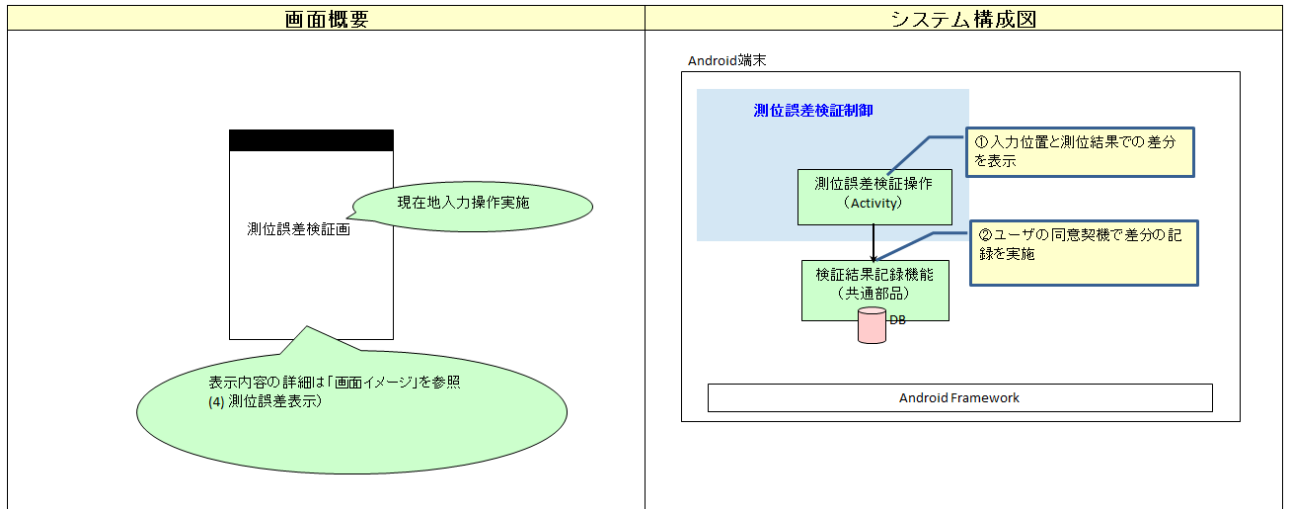 画面概要
システム構成図
現在地入力操作実施
測位誤差検証画
表示内容の詳細は「画面イメージ」を参照
(4) 測位誤差表示)
Android端末
測位誤差検証制御
①入力位置と測位結果での差分
を表示
測位誤差検証操作
(Activity)
②ユーザの同意契機で差分の記
録を実施
検証結果記録機能
(共通部品)
DB
Android Framework